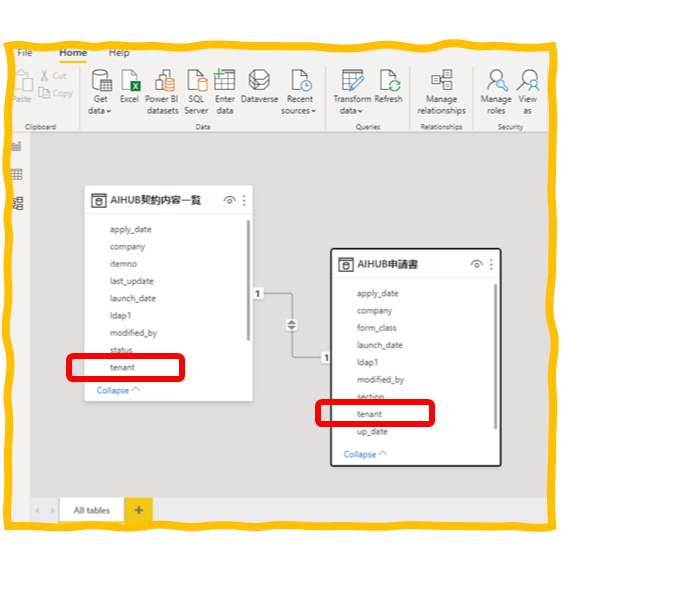 File Home Help
Paste
Cut
Copy
Get data
Excel
Power BI datasets
SQL Server
Enter data
Dataverse
Recent sources
Transform data
Refresh
Manage relationships
Manage roles
View as
Clipboard Data Queries Relationships Security
AIHUB契約内容一覧
apply_date
company
itemno
last_update
launch_date
ldap1
modified_by
status
tenant
Collapse
1
1
AIHUB申請書
apply_date
company
form_class
launch_date
ldap1
modified_by
section
tenant
up_date
Collapse
All tables
+